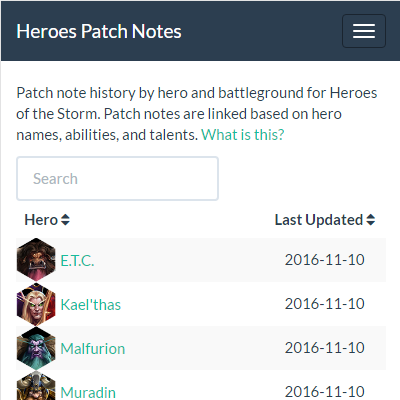 Heroes Patch Notes
Patch note history by hero and battleground for Heroes
of the Storm. Patch notes are linked based on hero
names, abilities, and talents. What is this?
Search
Hero Last Updated
E.T.C. 2016-11-10
Kael'thas 2016-11-10
Malfurion 2016-11-10
Muradin 2016-11-10